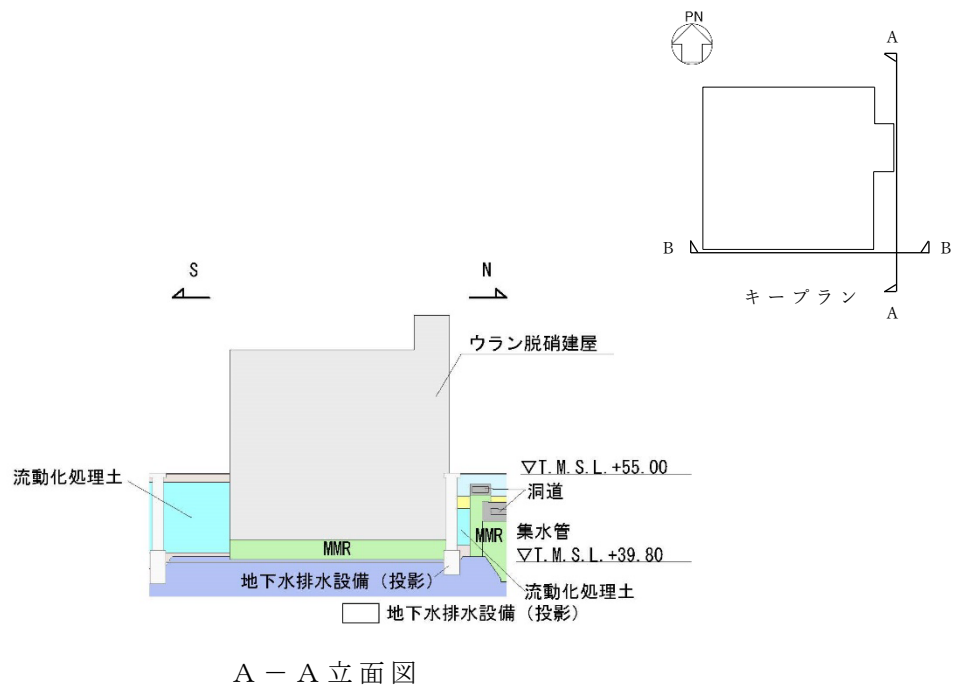 PN
A
B
B
キープラン
A
S
N
ウラン脱硝建屋
流動化処理土
▽T.M.S.L.+55.00
洞道
集水管
MMR
MMR
▽T.M.S.L.+39.80
地下水排水設備(投影)
流動化処理土
地下水排水設備(投影)
A-A立面図